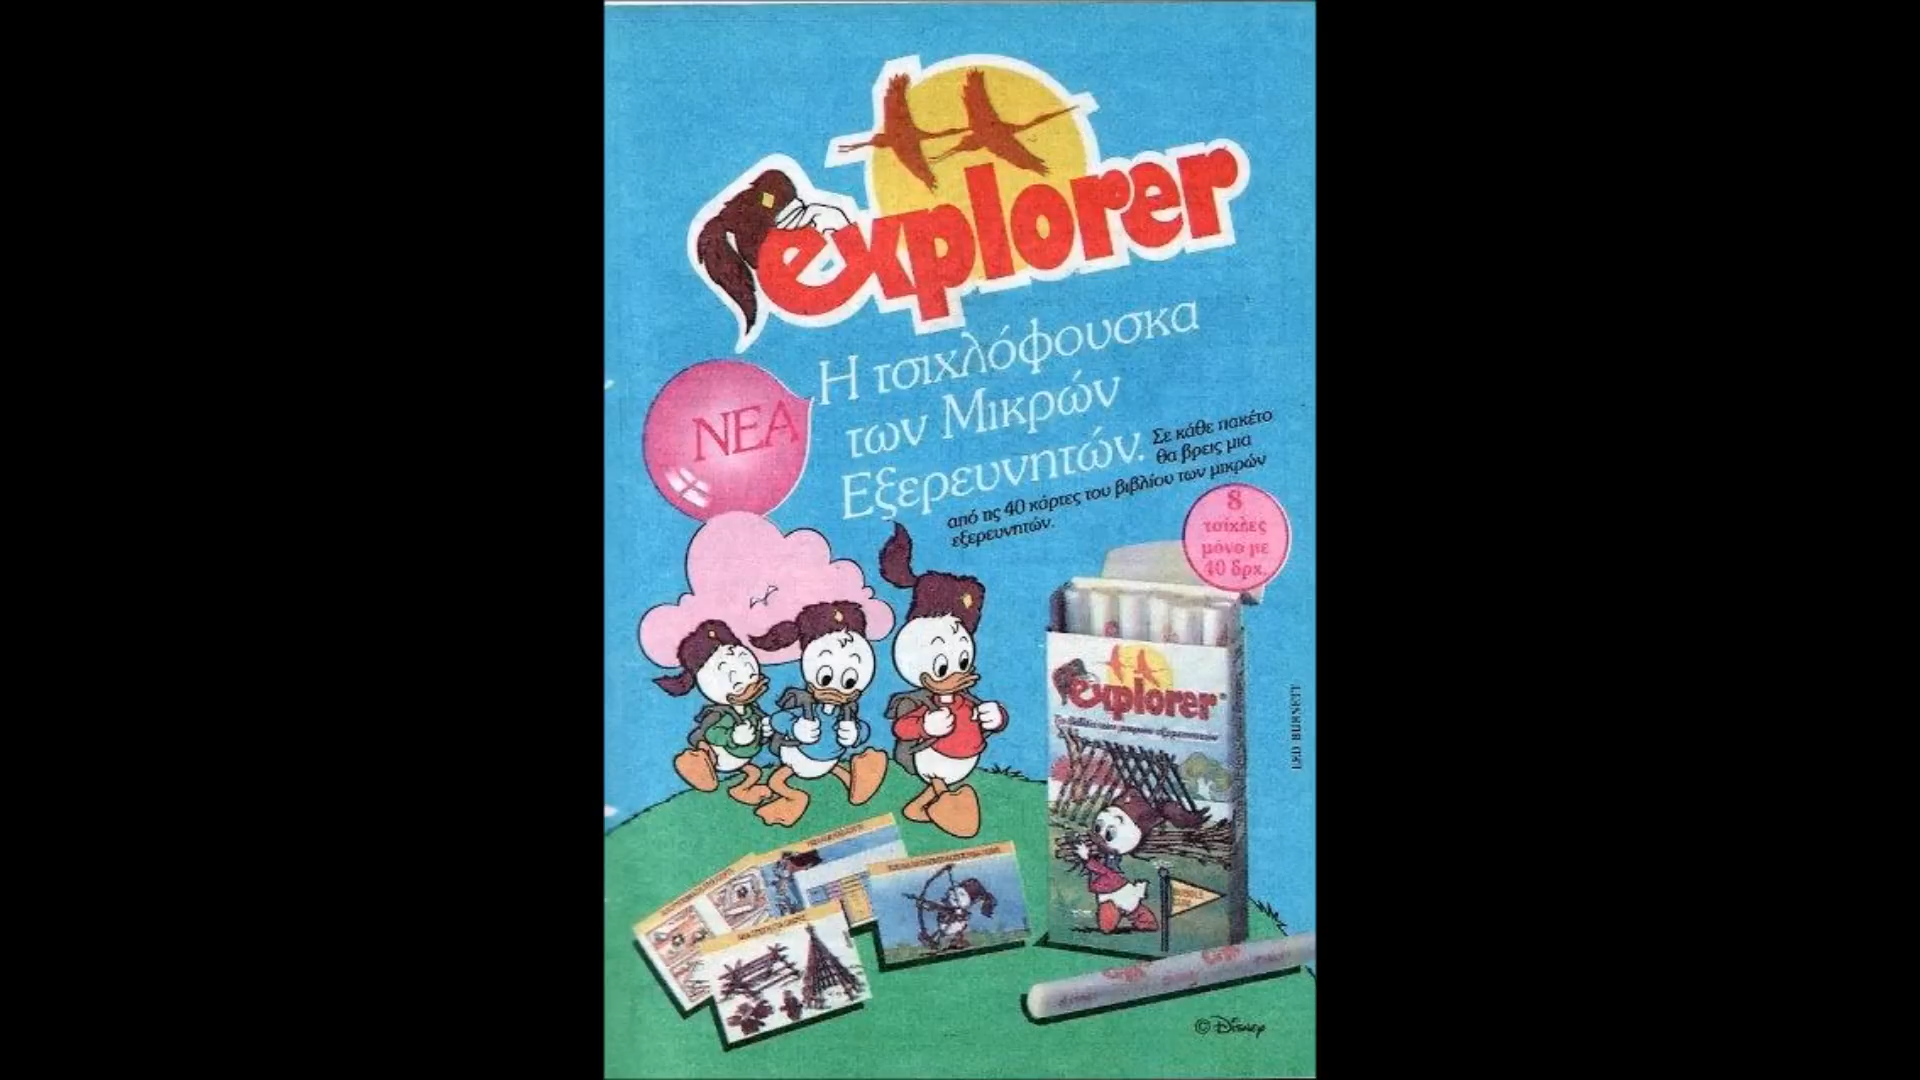 explorer
Η τσιχλόφουσκα
των Μικρών
Εξερευνητών.
ΝΕΑ
Σε κάθε πακέτο
θα βρεις μια
από τις 40 κάρτες του βιβλίου των μικρών
εξερευνητών.
8
τσίχλες
μόνο με
40 δρχ.
explorer
LEO BURNETT
© Disney